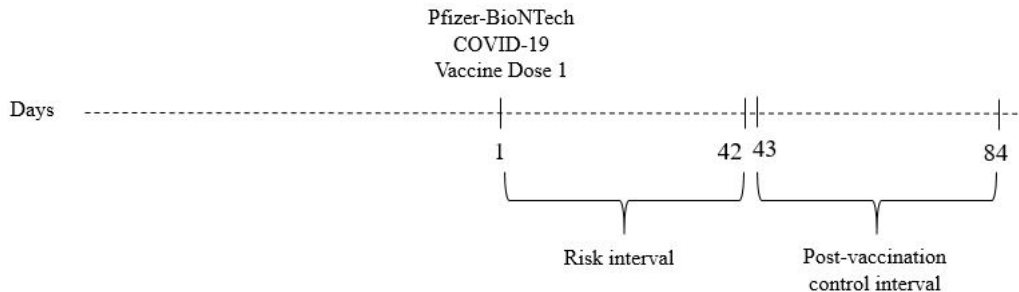 Pfizer-BioNTech
COVID-19
Vaccine Dose 1
Days
1
42
43
84
Risk interval
Post-vaccination
control interval